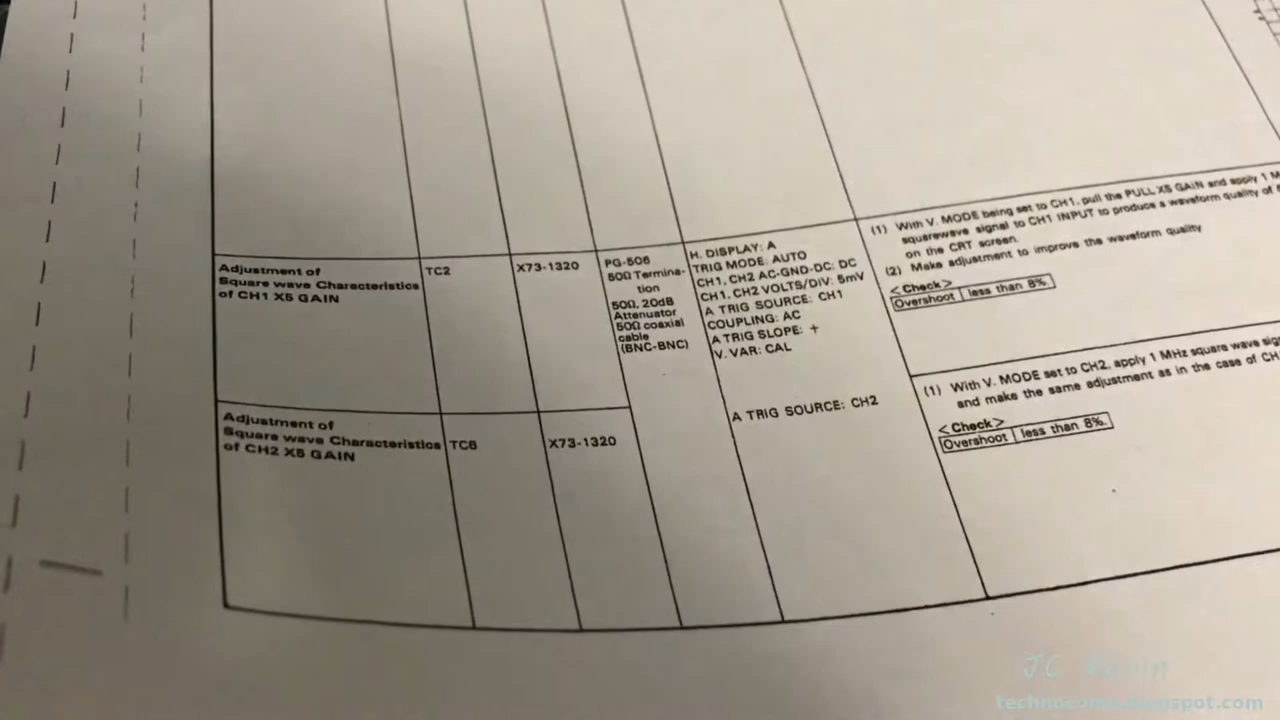 Adjustment of
Square wave Characteristics
of CH1 X5 GAIN
TC2
X73-1320
PG-506
50Ω Termina-
tion
50Ω, 20dB
Attenuator
50Ω coaxial
cable
(BNC-BNC)
H. DISPLAY: A
TRIG MODE: AUTO
CH1, CH2 AC-GND-DC: DC
CH1, CH2 VOLTS/DIV: 5mV
A TRIG SOURCE: CH1
COUPLING: AC
A TRIG SLOPE: +
V. VAR: CAL
(1) With V. MODE being set to CH1, pull the PULL X5 GAIN and apply 1 M
squarewave signal to CH1 INPUT to produce a waveform quality of
on the CRT screen.
(2) Make adjustment to improve the waveform quality
<Check>
Overshoot less than 8%.
Adjustment of
Square wave Characteristics
of CH2 X5 GAIN
TC6
X73-1320
A TRIG SOURCE: CH2
(1) With V. MODE set to CH2, apply 1 MHz square wave sig
and make the same adjustment as in the case of CH
<Check>
Overshoot less than 8%.
JC